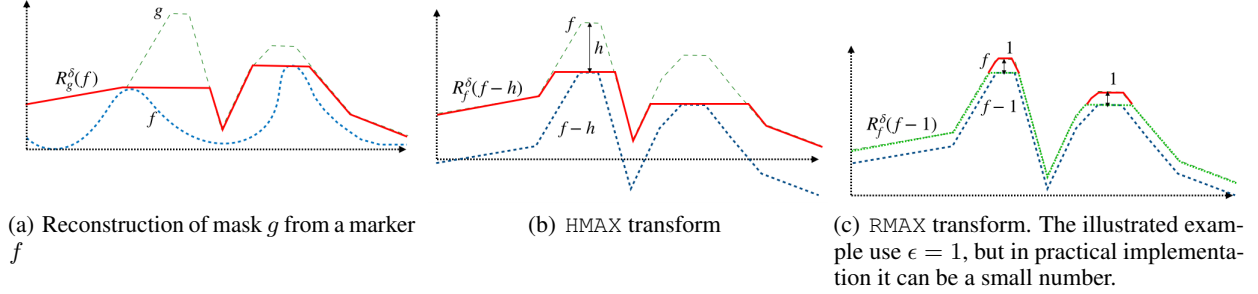 g
R_g^δ(f)
f
f
h
R_f^δ(f−h)
f−h
1
f
1
f−1
R_f^δ(f−1)
(a) Reconstruction of mask g from a marker
f
(b) HMAX transform
(c) RMAX transform. The illustrated exam-
ple use ϵ = 1, but in practical implementa-
tion it can be a small number.